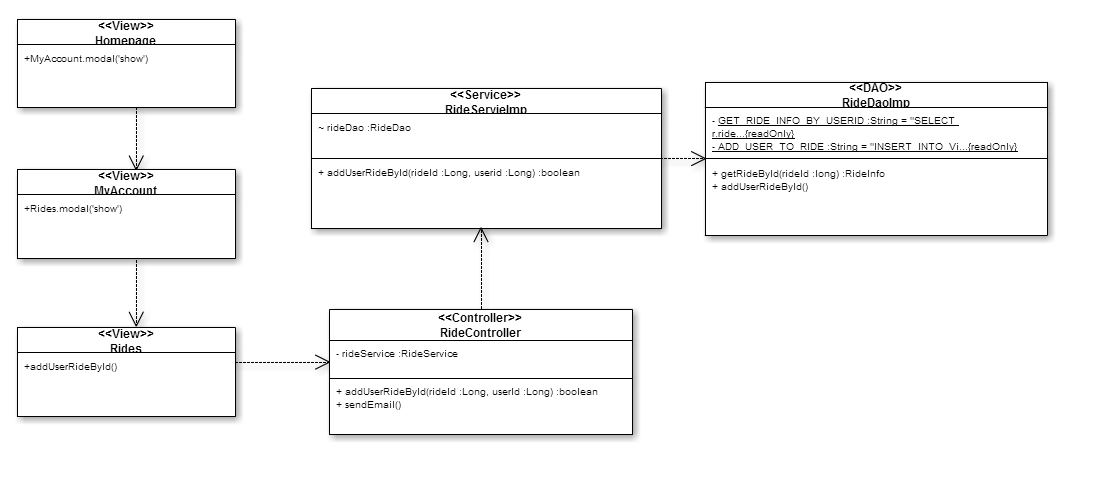 <<View>>
Homepage
+MyAccount.modal('show')
<<View>>
MyAccount
+Rides.modal('show')
<<View>>
Rides
+addUserRideById()
<<Service>>
RideServieImp
~ rideDao :RideDao
+ addUserRideById(rideId :Long, userid :Long) :boolean
<<Controller>>
RideController
- rideService :RideService
+ addUserRideById(rideId :Long, userId :Long) :boolean
+ sendEmail()
<<DAO>>
RideDaoImp
- GET_RIDE_INFO_BY_USERID :String = "SELECT
r.ride...{readOnly}
- ADD_USER_TO_RIDE :String = "INSERT INTO Vi...{readOnly}
+ getRideById(rideId :long) :RideInfo
+ addUserRideById()